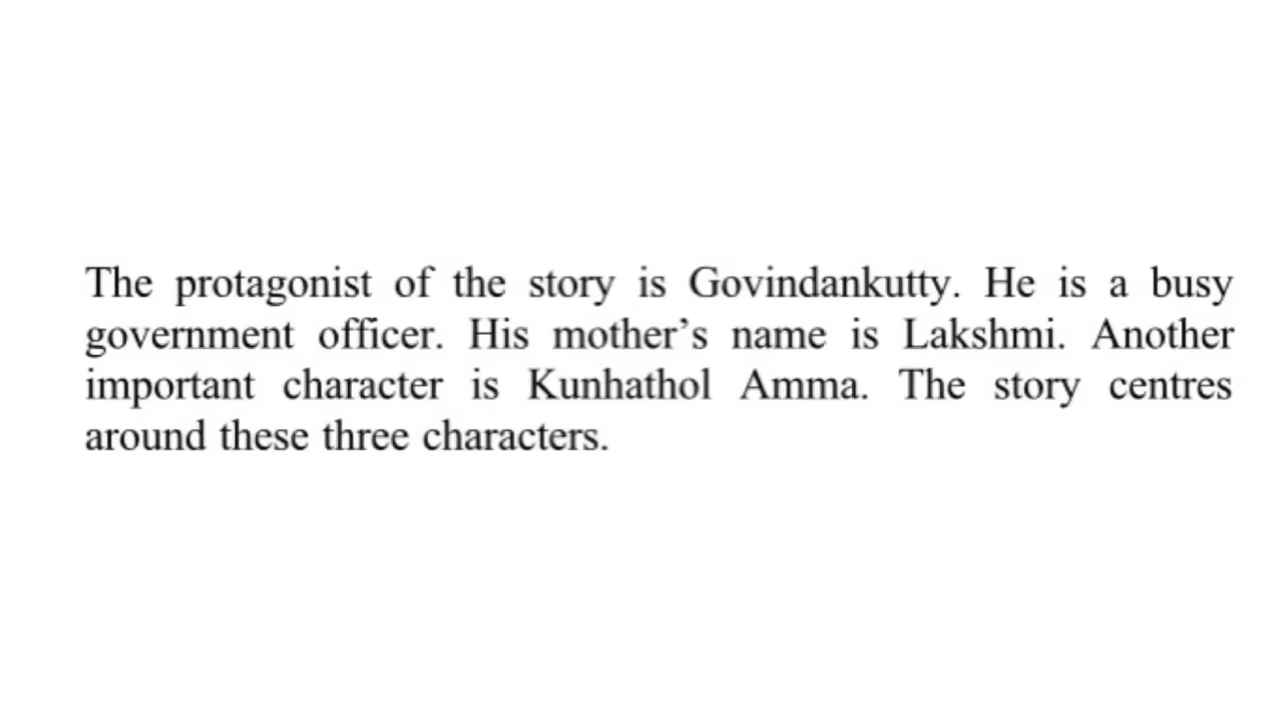 The protagonist of the story is Govindankutty. He is a busy
government officer. His mother’s name is Lakshmi. Another
important character is Kunhathol Amma. The story centres
around these three characters.